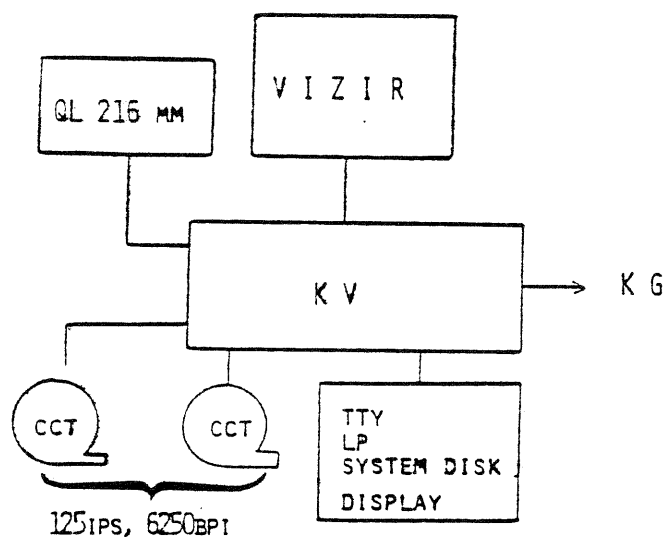 QL 216 MM
V I Z I R
K V
K G
CCT
CCT
TTY
LP
SYSTEM DISK
DISPLAY
125IPS, 6250BPI